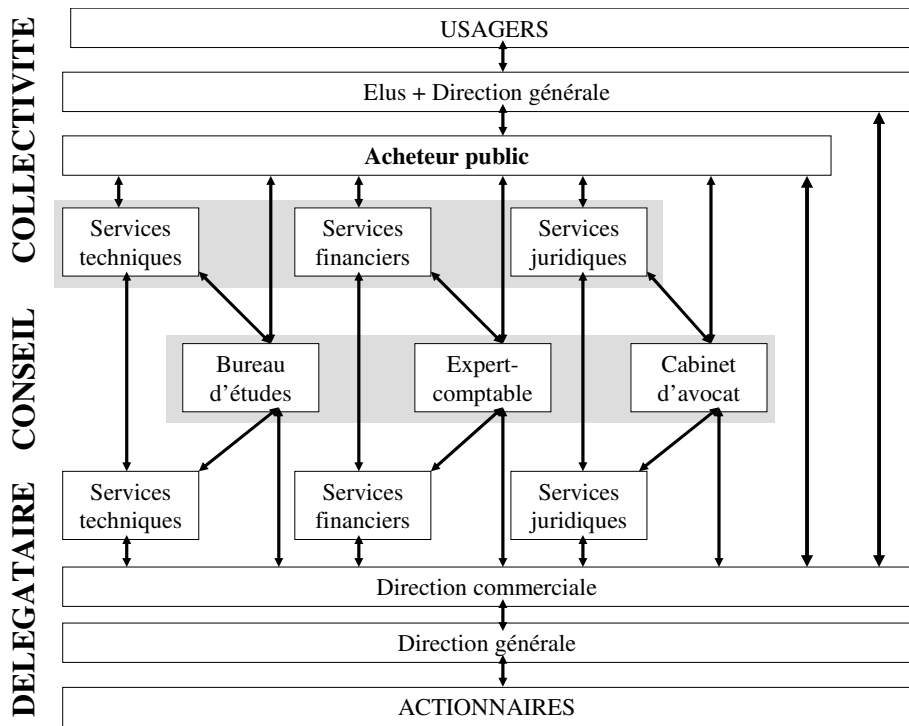 COLLECTIVITE
USAGERS
Elus + Direction générale
Acheteur public
Services
techniques
Services
financiers
Services
juridiques
CONSEIL
Bureau
d'études
Expert-
comptable
Cabinet
d'avocat
DELEGATAIRE
Services
techniques
Services
financiers
Services
juridiques
Direction commerciale
Direction générale
ACTIONNAIRES